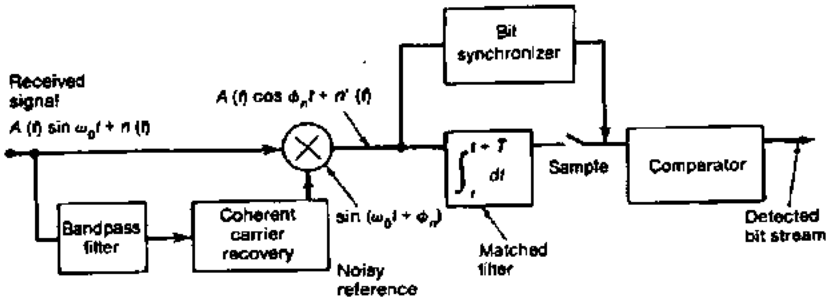 Bit
synchronizer
Received
signal
A (t) sin ω₀t + n (t)
A (t) cos ϕₙt + n' (t)
∫ₜᵗ⁺ᵀ dt
Sample
Comparator
Bandpass
filter
Coherent
carrier
recovery
sin (ω₀t + ϕₙ)
Noisy
reference
Matched
filter
Detected
bit stream